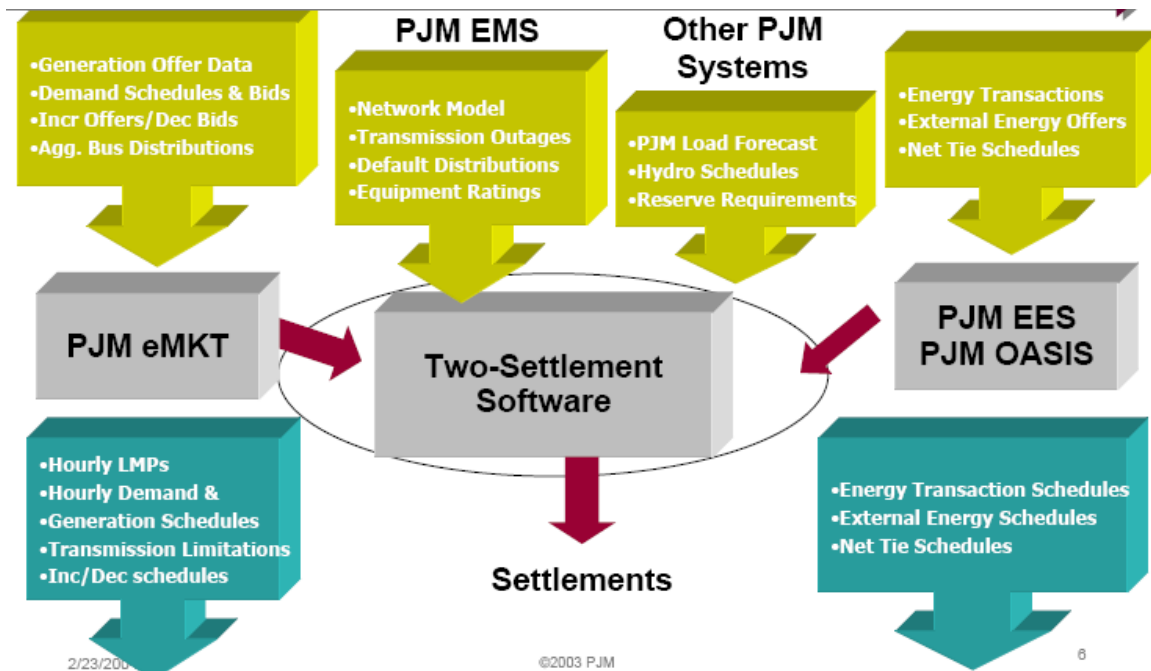 PJM EMS
Other PJM
Systems
•Generation Offer Data
•Demand Schedules & Bids
•Incr Offers/Dec Bids
•Agg. Bus Distributions
•Network Model
•Transmission Outages
•Default Distributions
•Equipment Ratings
•PJM Load Forecast
•Hydro Schedules
•Reserve Requirements
•Energy Transactions
•External Energy Offers
•Net Tie Schedules
PJM eMKT
Two-Settlement
Software
PJM EES
PJM OASIS
•Hourly LMPs
•Hourly Demand &
•Generation Schedules
•Transmission Limitations
•Inc/Dec schedules
Settlements
•Energy Transaction Schedules
•External Energy Schedules
•Net Tie Schedules
©2003 PJM
6